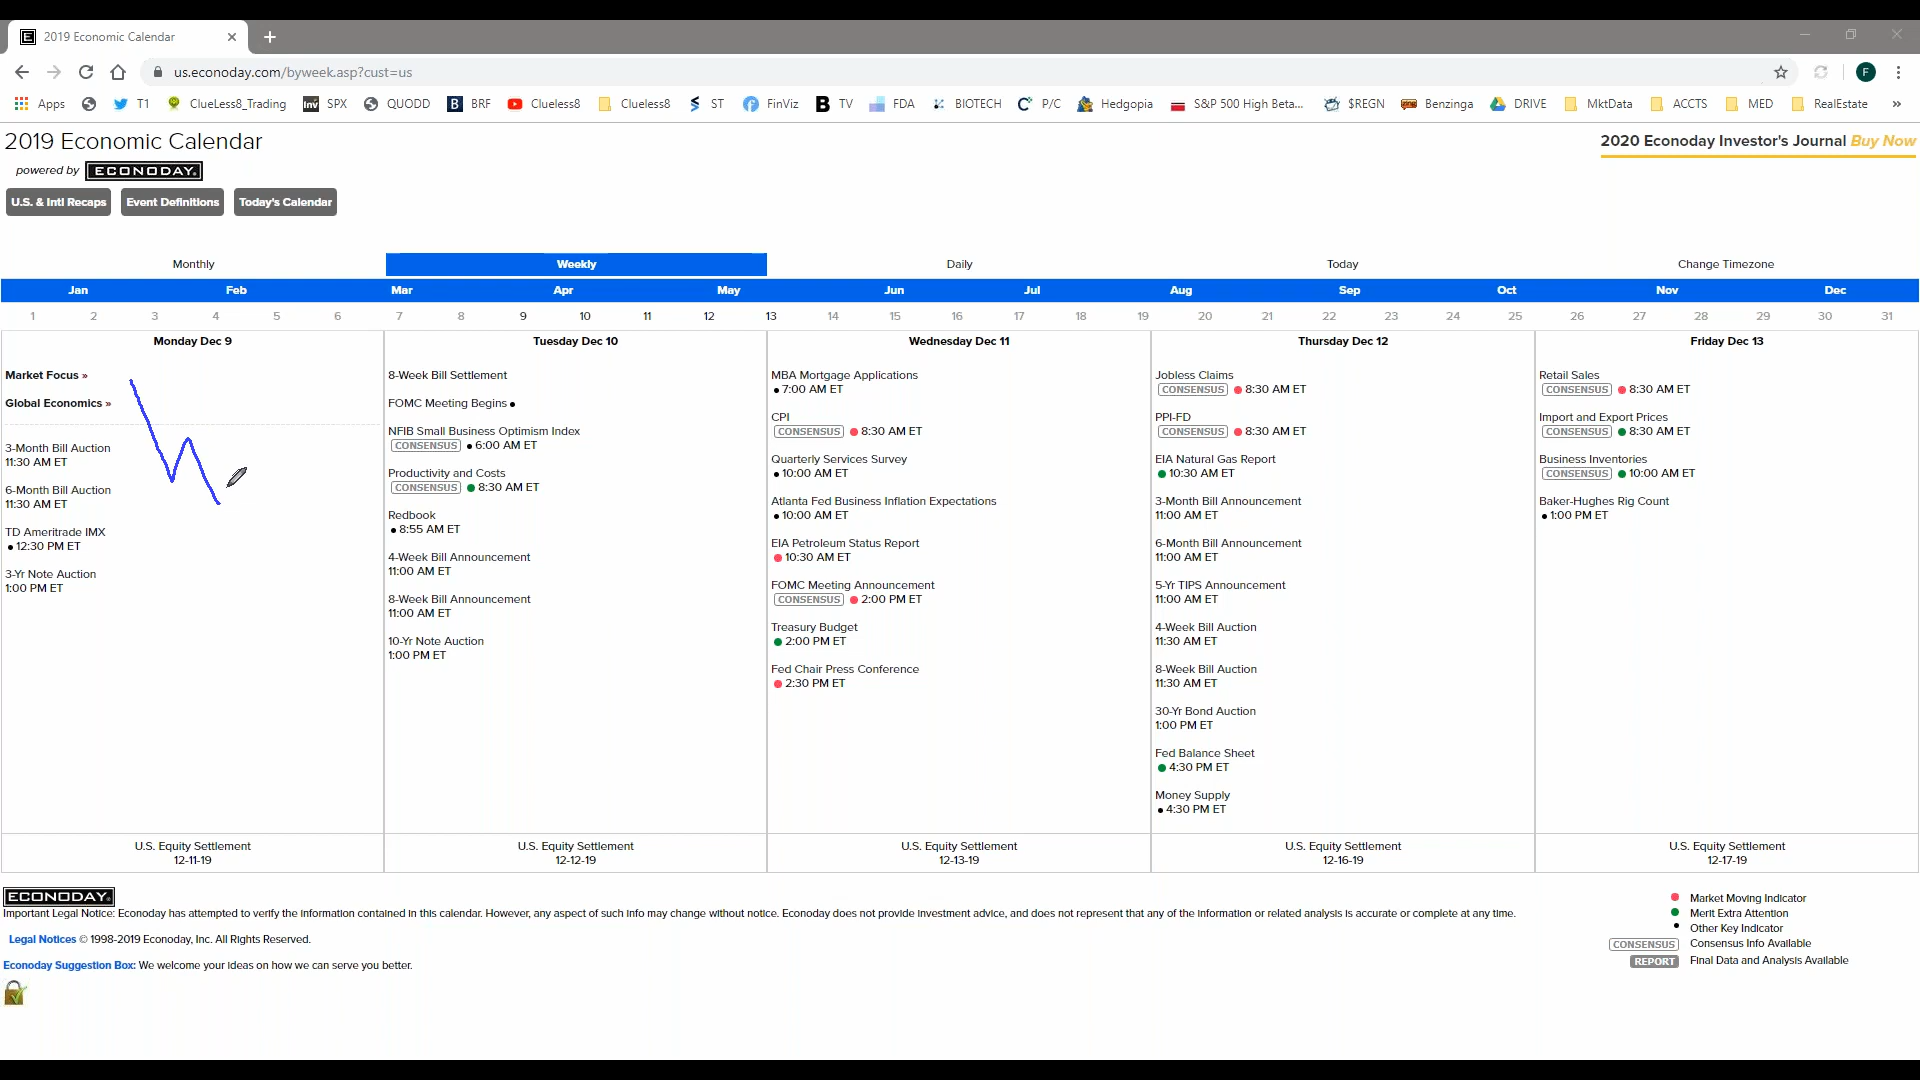 2019 Economic Calendar
us.econoday.com/byweek.asp?cust=us
F
Apps T1 ClueLess8_Trading Inv SPX QUODD B BRF Clueless8 Clueless8 ST FinViz B TV FDA BIOTECH P/C Hedgopia S&P 500 High Beta... $REGN Benzinga DRIVE MktData ACCTS MED RealEstate »
2019 Economic Calendar
2020 Econoday Investor's Journal Buy Now
powered by ECONODAY.
U.S. & Intl Recaps Event Definitions Today's Calendar
Monthly Weekly Daily Today Change Timezone
Jan Feb Mar Apr May Jun Jul Aug Sep Oct Nov Dec
1 2 3 4 5 6 7 8 9 10 11 12 13 14 15 16 17 18 19 20 21 22 23 24 25 26 27 28 29 30 31
Monday Dec 9
Market Focus »
Global Economics »
3-Month Bill Auction
11:30 AM ET
6-Month Bill Auction
11:30 AM ET
TD Ameritrade IMX
12:30 PM ET
3-Yr Note Auction
1:00 PM ET
U.S. Equity Settlement
12-11-19
Tuesday Dec 10
8-Week Bill Settlement
FOMC Meeting Begins
NFIB Small Business Optimism Index
CONSENSUS 6:00 AM ET
Productivity and Costs
CONSENSUS 8:30 AM ET
Redbook
8:55 AM ET
4-Week Bill Announcement
11:00 AM ET
8-Week Bill Announcement
11:00 AM ET
10-Yr Note Auction
1:00 PM ET
U.S. Equity Settlement
12-12-19
Wednesday Dec 11
MBA Mortgage Applications
7:00 AM ET
CPI
CONSENSUS 8:30 AM ET
Quarterly Services Survey
10:00 AM ET
Atlanta Fed Business Inflation Expectations
10:00 AM ET
EIA Petroleum Status Report
10:30 AM ET
FOMC Meeting Announcement
CONSENSUS 2:00 PM ET
Treasury Budget
2:00 PM ET
Fed Chair Press Conference
2:30 PM ET
U.S. Equity Settlement
12-13-19
Thursday Dec 12
Jobless Claims
CONSENSUS 8:30 AM ET
PPI-FD
CONSENSUS 8:30 AM ET
EIA Natural Gas Report
10:30 AM ET
3-Month Bill Announcement
11:00 AM ET
6-Month Bill Announcement
11:00 AM ET
5-Yr TIPS Announcement
11:00 AM ET
4-Week Bill Auction
11:30 AM ET
8-Week Bill Auction
11:30 AM ET
30-Yr Bond Auction
1:00 PM ET
Fed Balance Sheet
4:30 PM ET
Money Supply
4:30 PM ET
U.S. Equity Settlement
12-16-19
Friday Dec 13
Retail Sales
CONSENSUS 8:30 AM ET
Import and Export Prices
CONSENSUS 8:30 AM ET
Business Inventories
CONSENSUS 10:00 AM ET
Baker-Hughes Rig Count
1:00 PM ET
U.S. Equity Settlement
12-17-19
ECONODAY.
Important Legal Notice: Econoday has attempted to verify the information contained in this calendar. However, any aspect of such info may change without notice. Econoday does not provide investment advice, and does not represent that any of the information or related analysis is accurate or complete at any time.
Legal Notices © 1998-2019 Econoday, Inc. All Rights Reserved.
Econoday Suggestion Box: We welcome your ideas on how we can serve you better.
Market Moving Indicator
Merit Extra Attention
Other Key Indicator
CONSENSUS Consensus Info Available
REPORT Final Data and Analysis Available